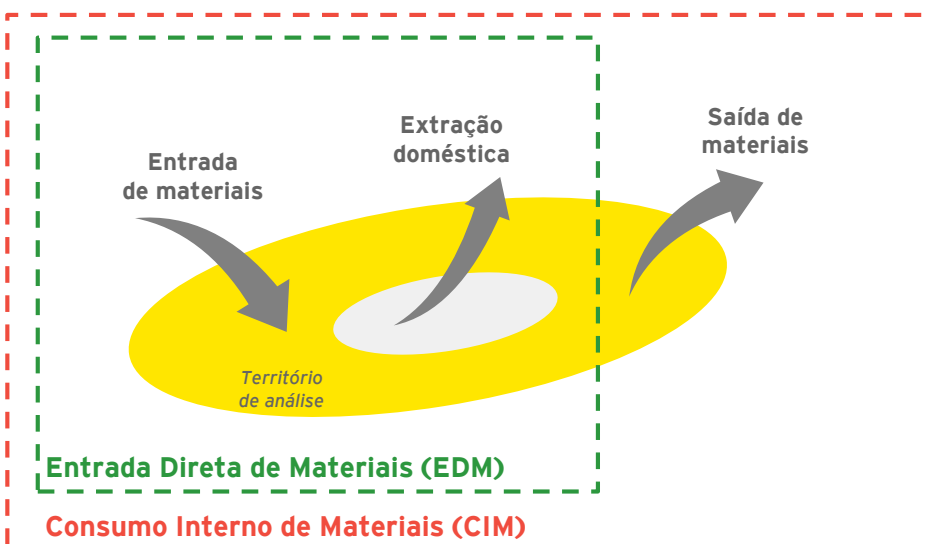 Entrada
de materiais
Extração
doméstica
Saída de
materiais
Território
de análise
Entrada Direta de Materiais (EDM)
Consumo Interno de Materiais (CIM)